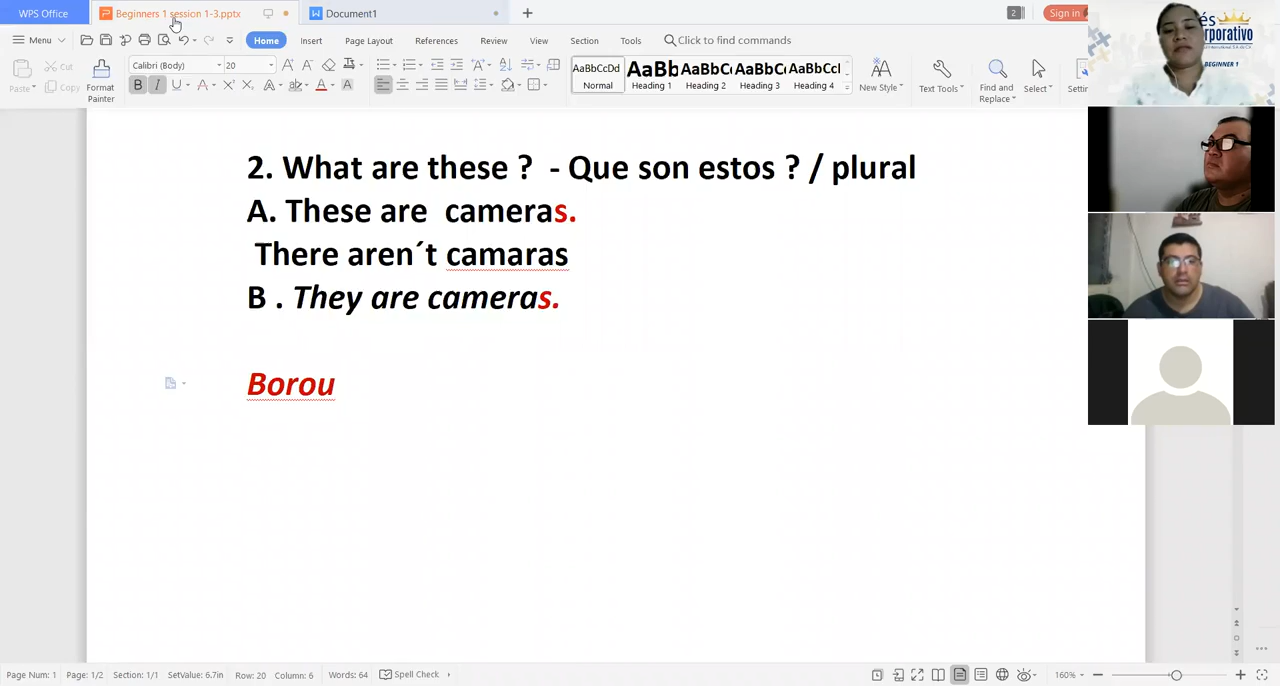 WPS Office
Beginners 1 session 1-3.pptx
Document1
2
Sign in
Menu
Home
Insert
Page Layout
References
Review
View
Section
Tools
Click to find commands
Paste
Cut
Copy
Format Painter
Calibri (Body)
20
AaBbCcDd
Normal
AaBb
Heading 1
AaBbC
Heading 2
AaBbC
Heading 3
AaBbCcl
Heading 4
New Style
Text Tools
Find and Replace
Select
2. What are these ? - Que son estos ? / plural
A. These are cameras.
There aren´t camaras
B . They are cameras.
Borou
BEGINNER 1
Page Num: 1
Page: 1/2
Section: 1/1
SetValue: 6.7in
Row: 20
Column: 6
Words: 64
Spell Check
160%